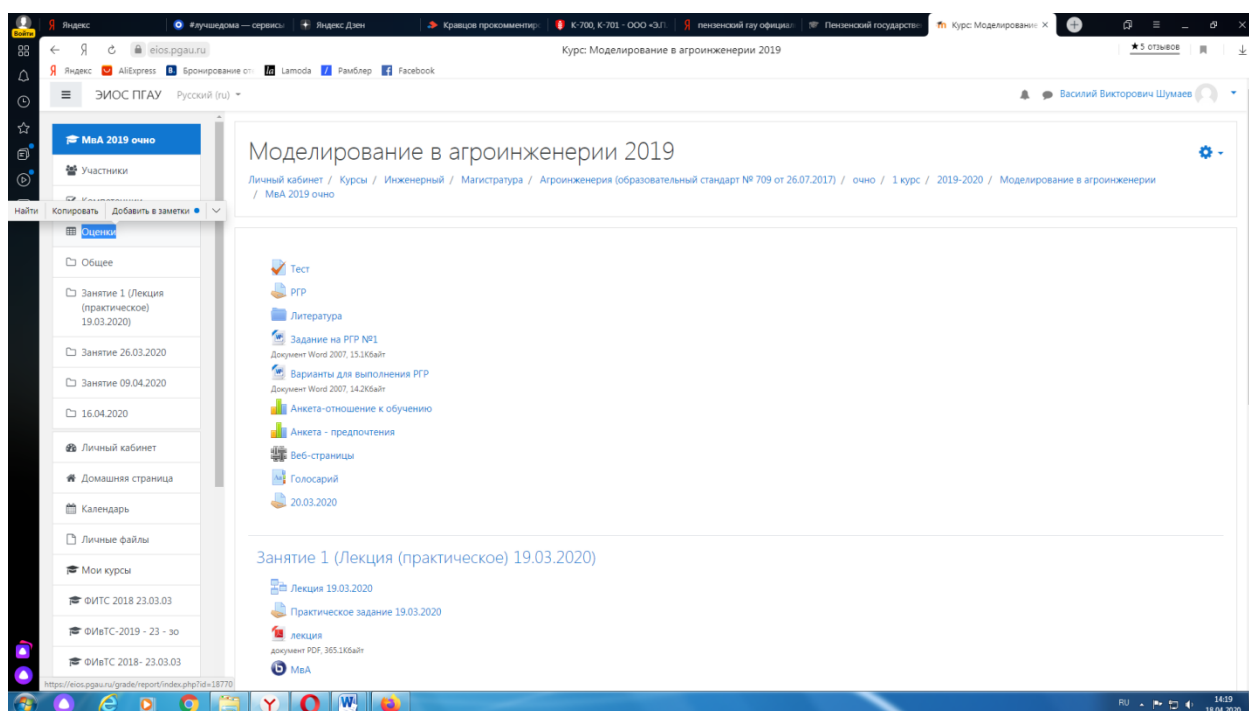 Войти
Яндекс
#лучшедома — сервисы
Яндекс Дзен
Кравцов прокомментир
К-700, К-701 - ООО «Э.Л.
пензенский гау официал
Пензенский государстве
Курс: Моделирование
eios.pgau.ru
Курс: Моделирование в агроинженерии 2019
★5 отзывов
Яндекс AliExpress Бронирование от Lamoda Рамблер Facebook
ЭИОС ПГАУ Русский (ru)
Василий Викторович Шумаев
МвА 2019 очно
Участники
Компетенции
Найти Копировать Добавить в заметки
Оценки
Общее
Занятие 1 (Лекция
(практическое)
19.03.2020)
Занятие 26.03.2020
Занятие 09.04.2020
16.04.2020
Личный кабинет
Домашняя страница
Календарь
Личные файлы
Мои курсы
ФИТС 2018 23.03.03
ФИвТС-2019 - 23 - зо
ФИвТС 2018- 23.03.03
https://eios.pgau.ru/grade/report/index.php?id=18770
Моделирование в агроинженерии 2019
Личный кабинет / Курсы / Инженерный / Магистратура / Агроинженерия (образовательный стандарт № 709 от 26.07.2017) / очно / 1 курс / 2019-2020 / Моделирование в агроинженерии
/ МвА 2019 очно
Тест
РГР
Литература
Задание на РГР №1
Документ Word 2007, 15.1Кбайт
Варианты для выполнения РГР
Документ Word 2007, 14.2Кбайт
Анкета-отношение к обучению
Анкета - предпочтения
Веб-страницы
Голосарий
20.03.2020
Занятие 1 (Лекция (практическое) 19.03.2020)
Лекция 19.03.2020
Практическое задание 19.03.2020
лекция
документ PDF, 365.1Кбайт
МвА
RU
14:19
18.04.2020